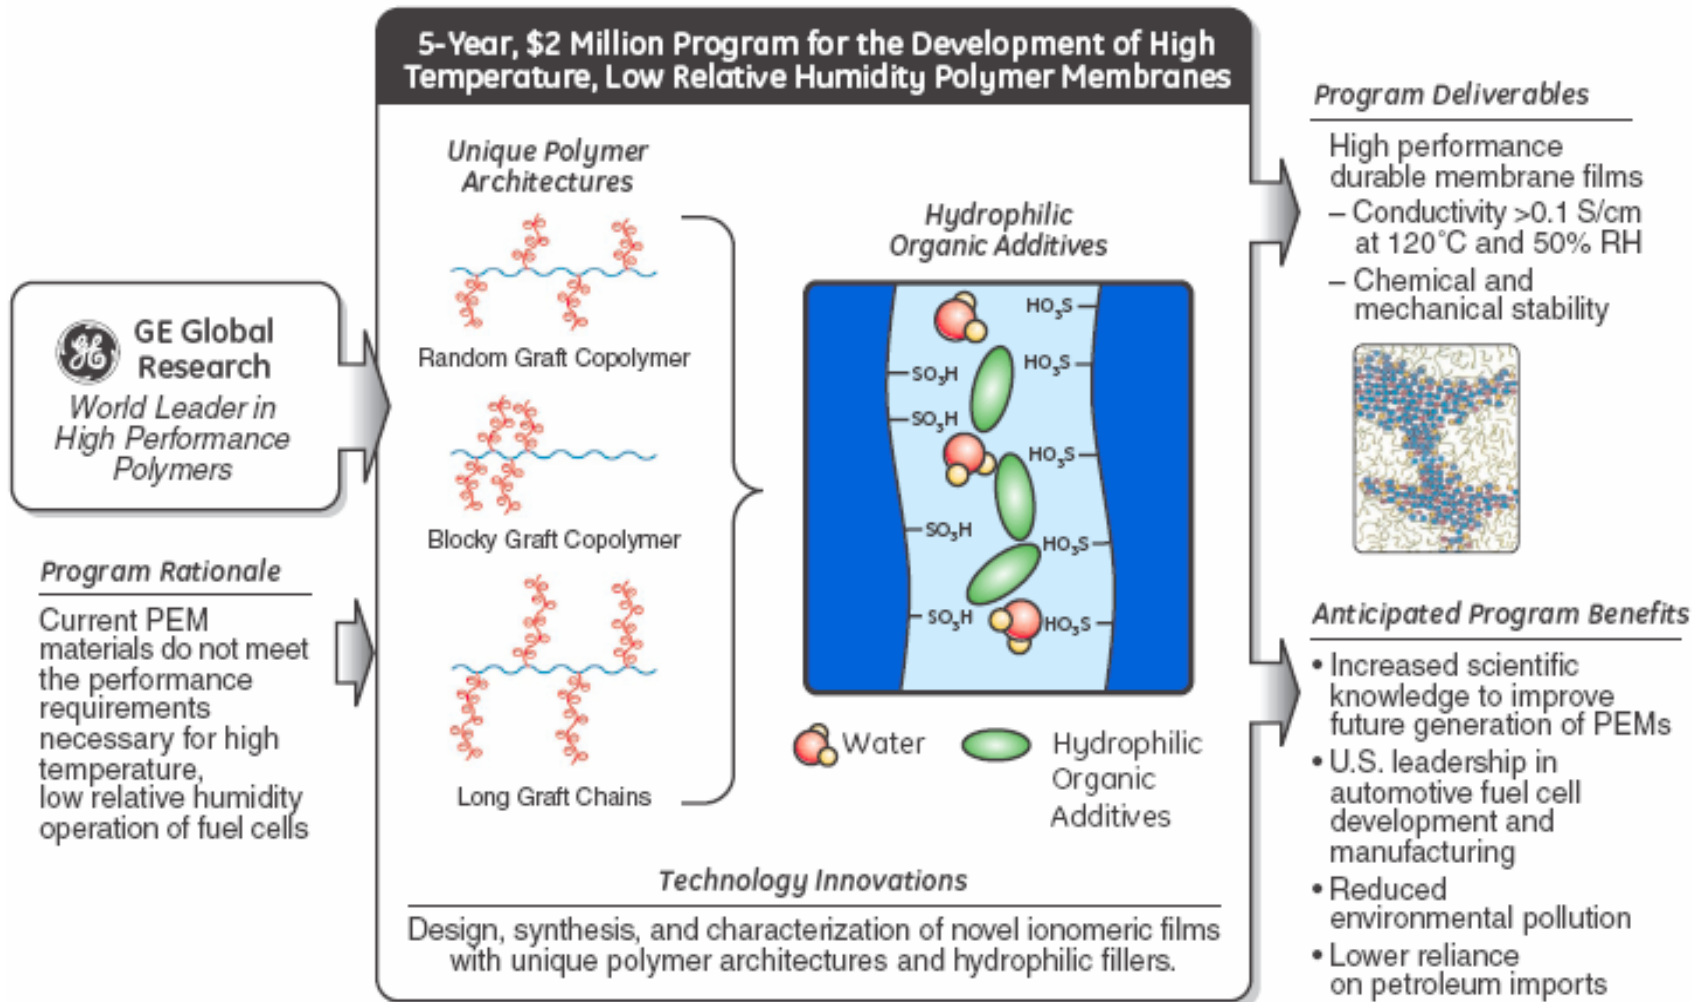 5-Year, $2 Million Program for the Development of High
Temperature, Low Relative Humidity Polymer Membranes
GE
GE Global
Research
World Leader in
High Performance
Polymers
Program Rationale
Current PEM
materials do not meet
the performance
requirements
necessary for high
temperature,
low relative humidity
operation of fuel cells
Unique Polymer
Architectures
Random Graft Copolymer
Blocky Graft Copolymer
Long Graft Chains
Hydrophilic
Organic Additives
HO₃S
HO₃S
SO₃H
SO₃H
HO₃S
SO₃H
HO₃S
SO₃H
HO₃S
Water
Hydrophilic
Organic
Additives
Technology Innovations
Design, synthesis, and characterization of novel ionomeric films
with unique polymer architectures and hydrophilic fillers.
Program Deliverables
High performance
durable membrane films
– Conductivity >0.1 S/cm
at 120°C and 50% RH
– Chemical and
mechanical stability
Anticipated Program Benefits
• Increased scientific
knowledge to improve
future generation of PEMs
• U.S. leadership in
automotive fuel cell
development and
manufacturing
• Reduced
environmental pollution
• Lower reliance
on petroleum imports